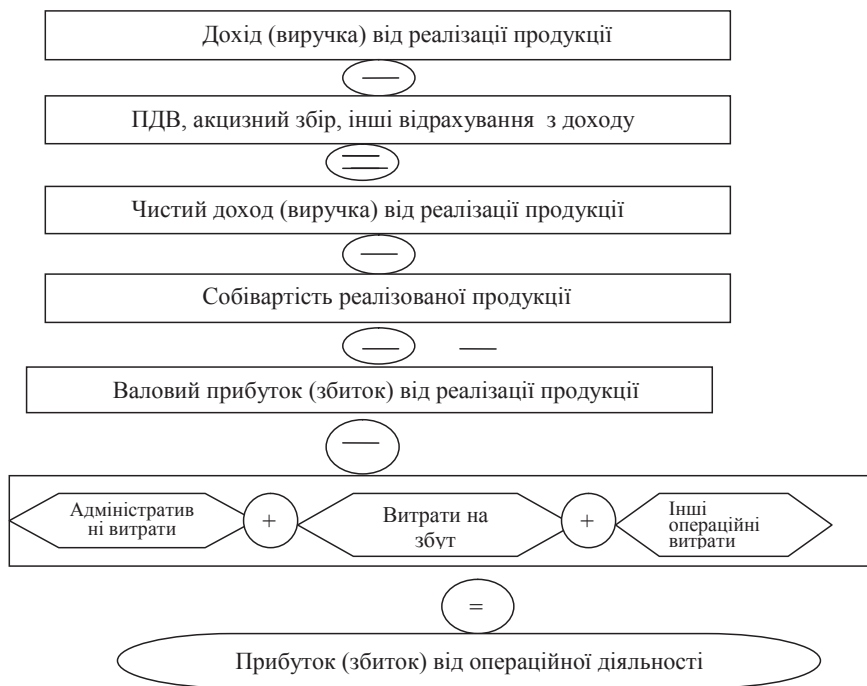 Дохід (виручка) від реалізації продукції
ПДВ, акцизний збір, інші відрахування з доходу
Чистий доход (виручка) від реалізації продукції
Собівартість реалізованої продукції
Валовий прибуток (збиток) від реалізації продукції
Адміністратив
ні витрати
+
Витрати на
збут
+
Інші
операційні
витрати
=
Прибуток (збиток) від операційної діяльності